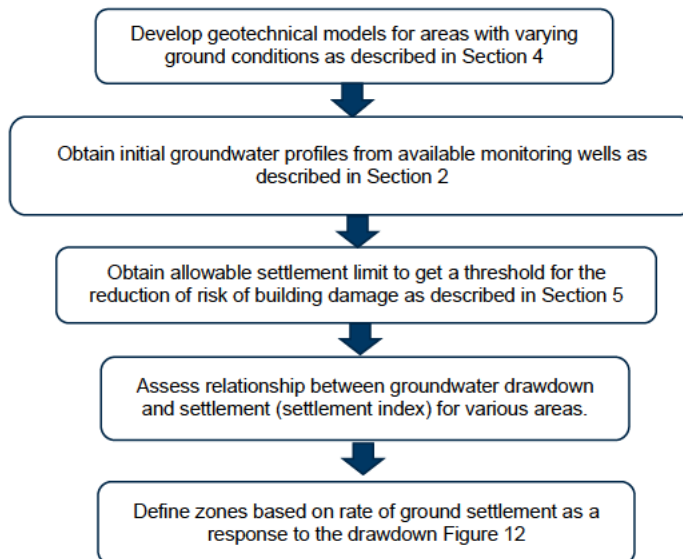 Develop geotechnical models for areas with varying
ground conditions as described in Section 4
Obtain initial groundwater profiles from available monitoring wells as
described in Section 2
Obtain allowable settlement limit to get a threshold for the
reduction of risk of building damage as described in Section 5
Assess relationship between groundwater drawdown
and settlement (settlement index) for various areas.
Define zones based on rate of ground settlement as a
response to the drawdown Figure 12